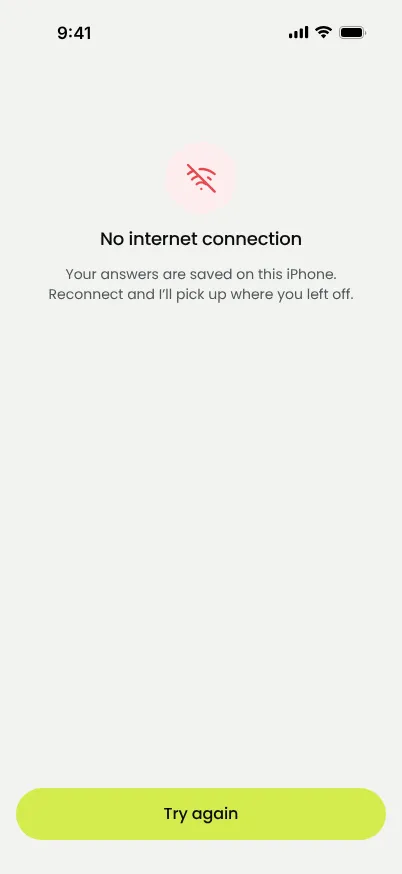 9:41
No internet connection
Your answers are saved on this iPhone.
Reconnect and I’ll pick up where you left off.
Try again